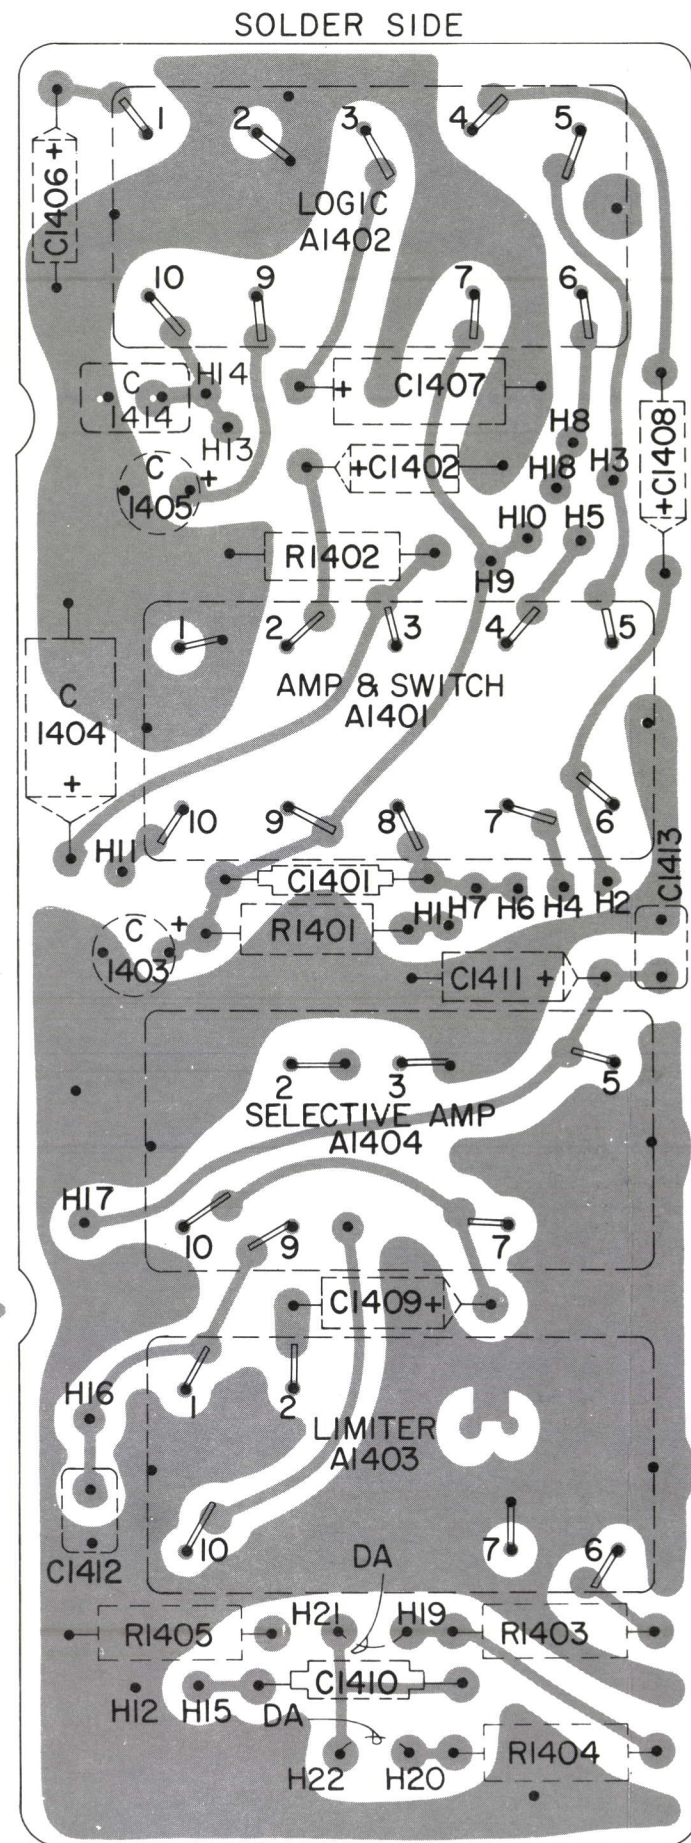 SOLDER SIDE
1 2 3 4 5
C1406 +
LOGIC
A1402
10 9 7 6
C
1414
H14
+ C1407
H13
H8
+C1408
C
1405
+
+C1402
H18
H3
H10
H5
R1402
H9
1 2 3 4 5
AMP & SWITCH
A1401
C
1404
+
10 9 8 7 6
H11
C1413
C1401
H7 H6 H4 H2
C
1403
+
R1401
H1
C1411 +
2 3 5
SELECTIVE AMP
A1404
H17
10 9 7
C1409+
H16
1 2
LIMITER
A1403
10 7 6
C1412
DA
R1405
H21
H19
R1403
C1410
H12
H15
DA
H22
H20
R1404